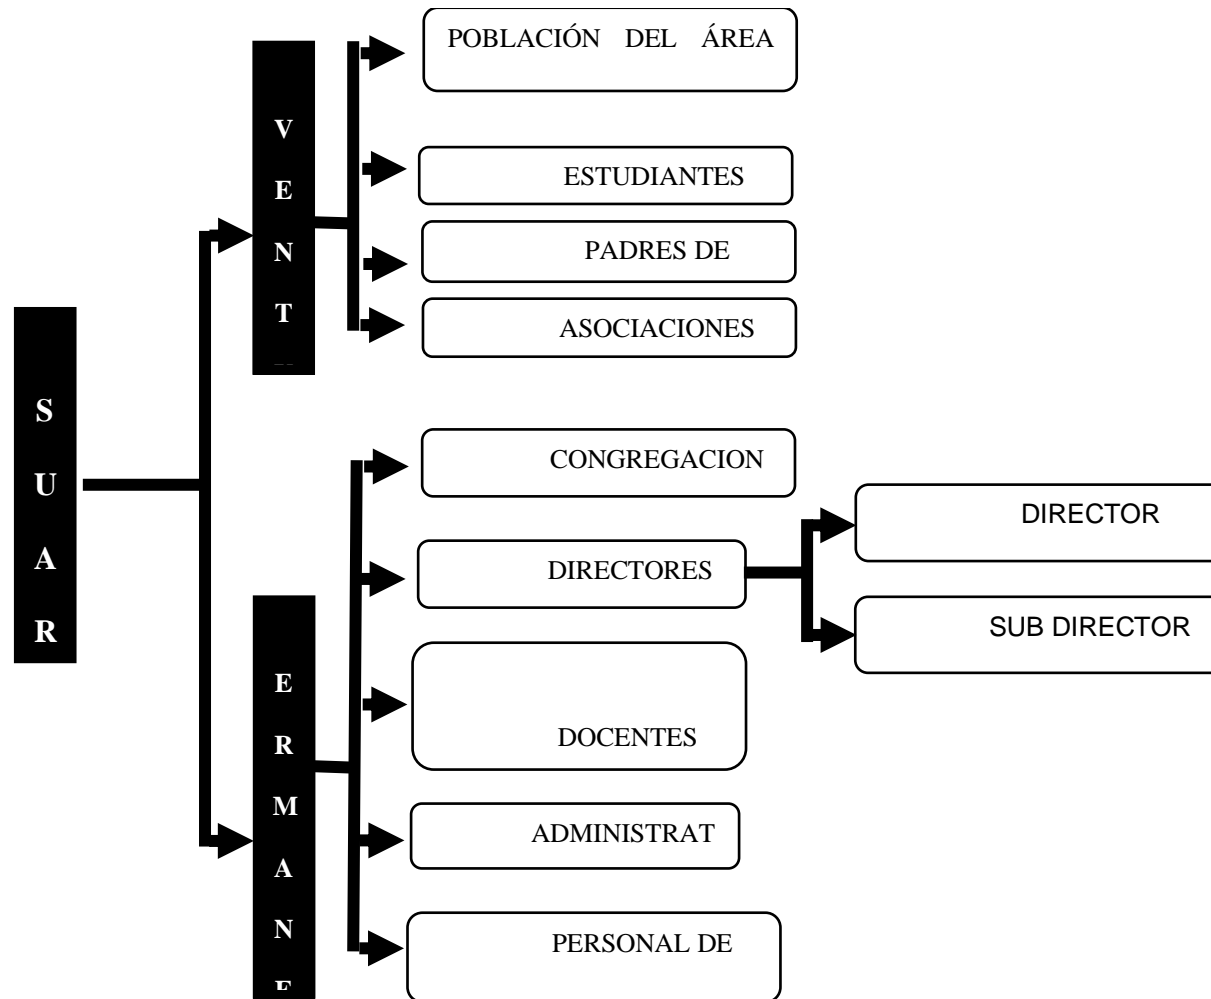 S
U
A
R
V
E
N
T
POBLACIÓN DEL ÁREA
ESTUDIANTES
PADRES DE
ASOCIACIONES
E
R
M
A
N
E
CONGREGACION
DIRECTORES
DOCENTES
ADMINISTRAT
PERSONAL DE
DIRECTOR
SUB DIRECTOR